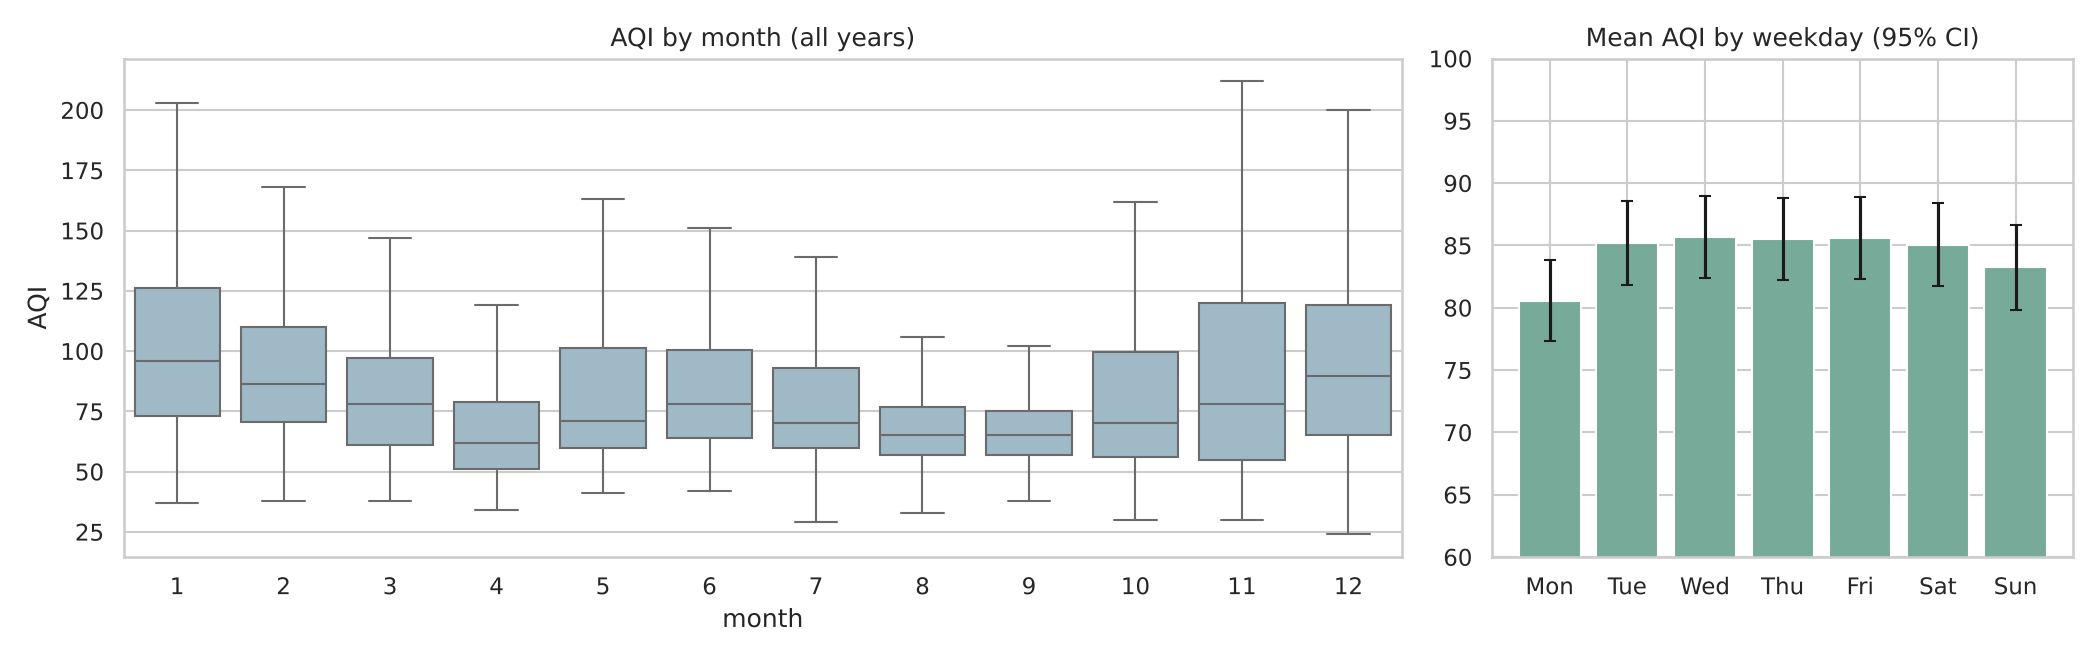 AQI by month (all years)
AQI
200
175
150
125
100
75
50
25
1 2 3 4 5 6 7 8 9 10 11 12
month
Mean AQI by weekday (95% CI)
100
95
90
85
80
75
70
65
60
Mon Tue Wed Thu Fri Sat Sun